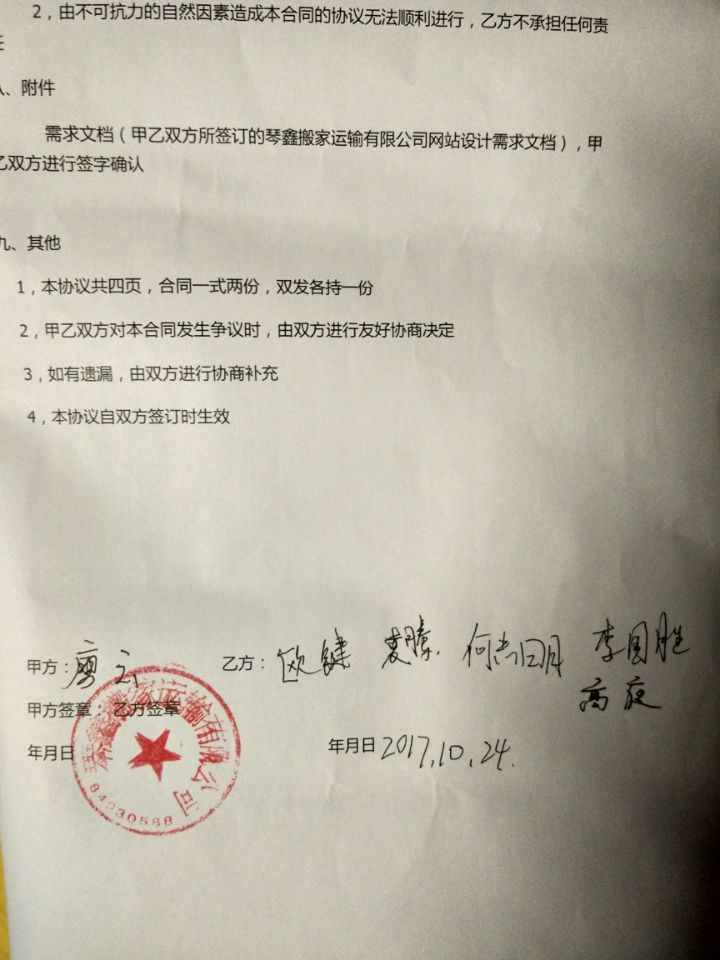 2，由不可抗力的自然因素造成本合同的协议无法顺利进行，乙方不承担任何责
任
八、附件
需求文档（甲乙双方所签订的琴鑫搬家运输有限公司网站设计需求文档），甲
乙双方进行签字确认
九、其他
1，本协议共四页，合同一式两份，双发各持一份
2，甲乙双方对本合同发生争议时，由双方进行友好协商决定
3，如有遗漏，由双方进行协商补充
4，本协议自双方签订时生效
甲方：廖云 乙方：欧键 何志明 李国胜
高
甲方签章： 乙方签章
年月日 年月日 2017.10.24.
琴鑫搬家运输有限公司
84330588